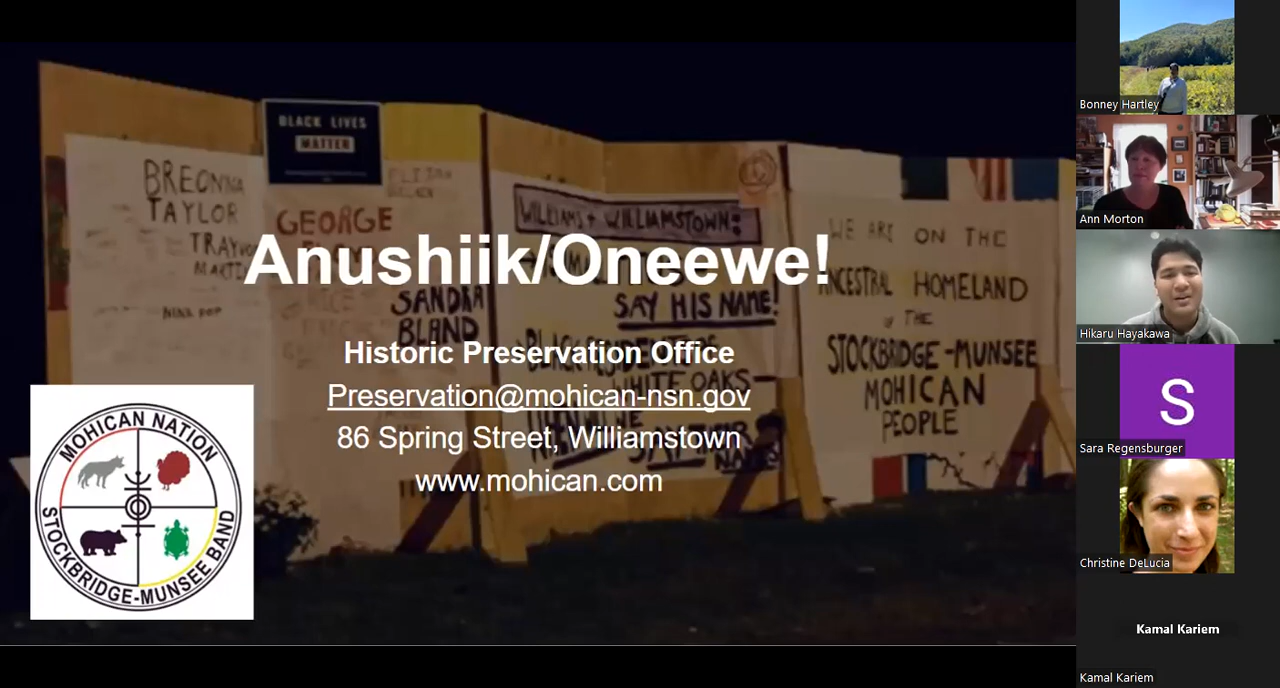 BLACK LIVES
MATTER
BREONNA
TAYLOR
GEORGE
SANDRA
BLAND
WILLIAMS + WILLIAMSTOWN:
SAY HIS NAME!
WHITE OAKS
WE ARE ON THE
ANCESTRAL HOMELAND
OF THE
STOCKBRIDGE-MUNSEE
MOHICAN
PEOPLE
Anushiik/Oneewe!
Historic Preservation Office
Preservation@mohican-nsn.gov
86 Spring Street, Williamstown
www.mohican.com
MOHICAN NATION
STOCKBRIDGE-MUNSEE BAND
Bonney Hartley
Ann Morton
Hikaru Hayakawa
S
Sara Regensburger
Christine DeLucia
Kamal Kariem
Kamal Kariem